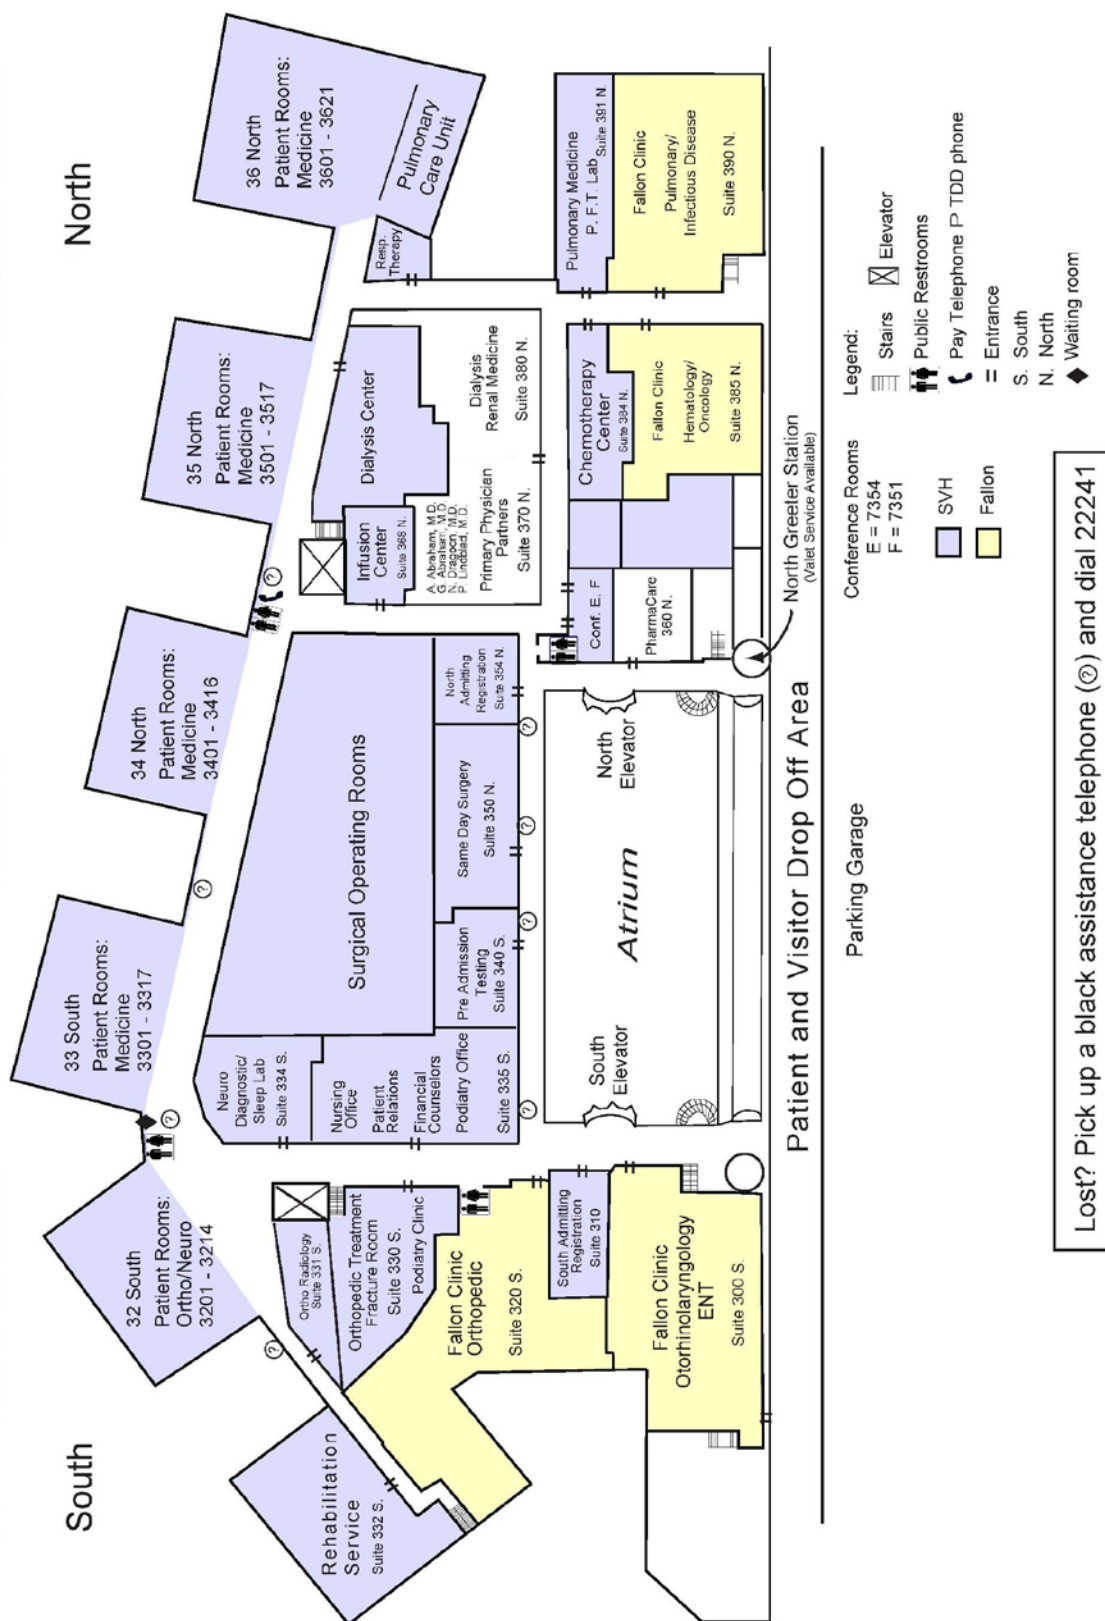 South
North
32 South
Patient Rooms:
Ortho/Neuro
3201 - 3214
33 South
Patient Rooms:
Medicine
3301 - 3317
34 North
Patient Rooms:
Medicine
3401 - 3416
35 North
Patient Rooms:
Medicine
3501 - 3517
36 North
Patient Rooms:
Medicine
3601 - 3621
Pulmonary
Care Unit
Resp.
Therapy
Rehabilitation
Service
Suite 332 S.
Ortho Radiology
Suite 331 S.
Orthopedic Treatment
Fracture Room
Suite 330 S.
Podiatry Clinic
Fallon Clinic
Orthopedic
Suite 320 S.
South Admitting
Registration
Suite 310
Fallon Clinic
Otorhinolaryngology
ENT
Suite 300 S.
Neuro
Diagnostic/
Sleep Lab
Suite 334 S.
Nursing
Office
Patient
Relations
Financial
Counselors
Podiatry Office
Suite 335 S.
Surgical Operating Rooms
Pre Admission
Testing
Suite 340 S.
Same Day Surgery
Suite 350 N.
North
Admitting
Registration
Suite 354 N.
South
Elevator
Atrium
North
Elevator
Infusion
Center
Suite 368 N.
Dialysis Center
A. Abraham, M.D.
G. Abraham, M.D.
N. Dragoon, M.D.
P. Lindblad, M.D.
Primary Physician
Partners
Suite 370 N.
Dialysis
Renal Medicine
Suite 380 N.
Conf. E, F
PharmaCare
360 N.
Chemotherapy
Center
Suite 384 N.
Fallon Clinic
Hematology/
Oncology
Suite 385 N.
Pulmonary Medicine
P. F.T. Lab Suite 391 N.
Fallon Clinic
Pulmonary/
Infectious Disease
Suite 390 N.
Patient and Visitor Drop Off Area
North Greeter Station
(Valet Service Available)
Parking Garage
Conference Rooms
E = 7354
F = 7351
SVH
Fallon
Legend:
Stairs
Elevator
Public Restrooms
Pay Telephone P TDD phone
= Entrance
S. South
N. North
Waiting room
Lost? Pick up a black assistance telephone (?) and dial 22241